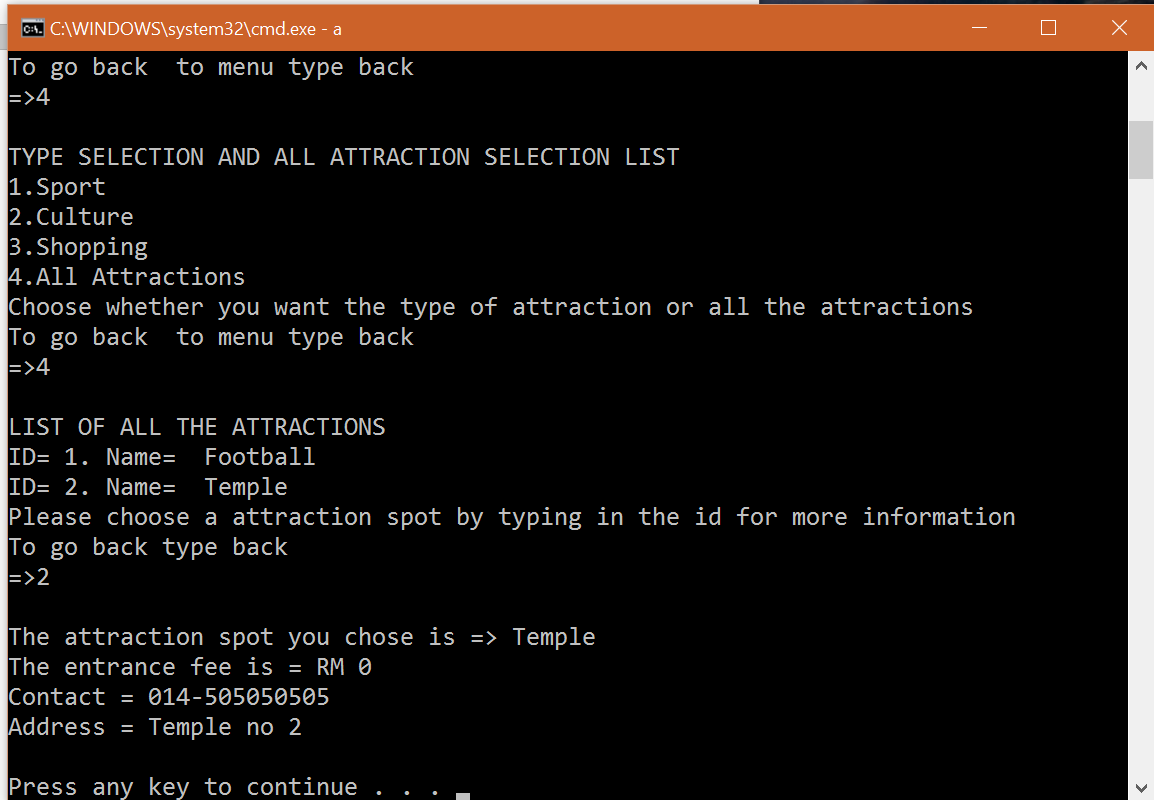 C:\WINDOWS\system32\cmd.exe - a
To go back  to menu type back
=>4
TYPE SELECTION AND ALL ATTRACTION SELECTION LIST
1.Sport
2.Culture
3.Shopping
4.All Attractions
Choose whether you want the type of attraction or all the attractions
To go back  to menu type back
=>4
LIST OF ALL THE ATTRACTIONS
ID= 1. Name=  Football
ID= 2. Name=  Temple
Please choose a attraction spot by typing in the id for more information
To go back type back
=>2
The attraction spot you chose is => Temple
The entrance fee is = RM 0
Contact = 014-505050505
Address = Temple no 2
Press any key to continue . . .